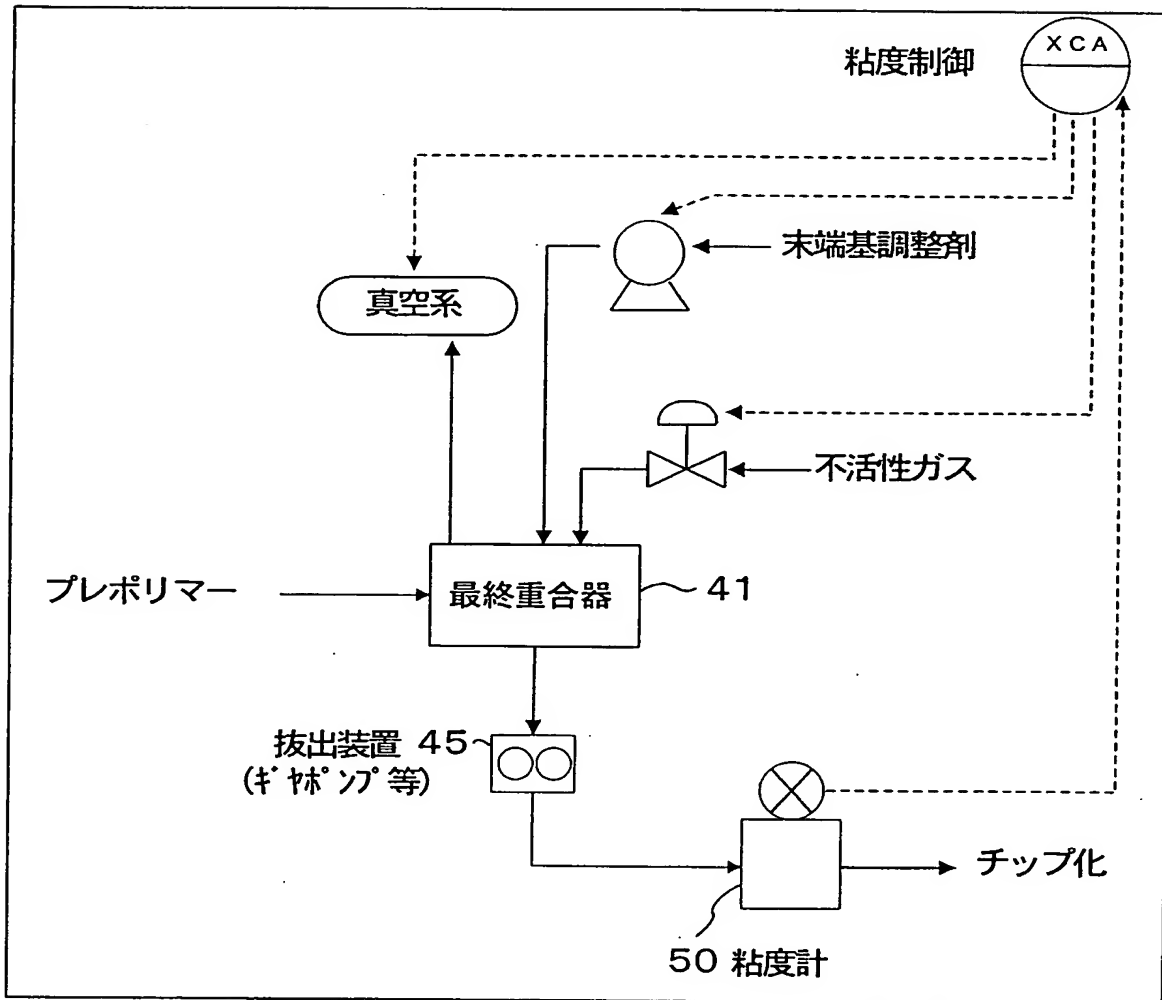 XCA
粘度制御
末端基調整剤
真空系
不活性ガス
プレポリマー
最終重合器
41
抜出装置 45
(ギヤポンプ等)
チップ化
50 粘度計